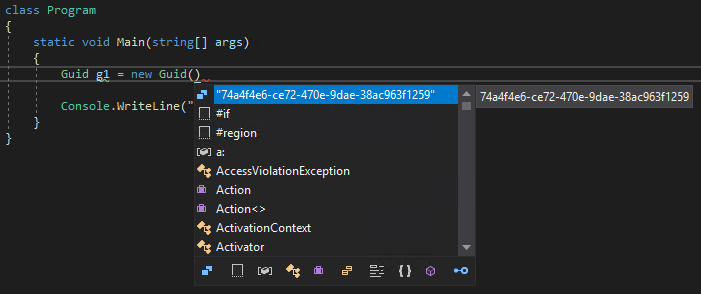 class Program
{
static void Main(string[] args)
{
Guid g1 = new Guid()
"74a4f4e6-ce72-470e-9dae-38ac963f1259" 74a4f4e6-ce72-470e-9dae-38ac963f1259
Console.WriteLine("
#if
}
#region
}
a:
AccessViolationException
Action
Action<>
ActivationContext
Activator
{ }